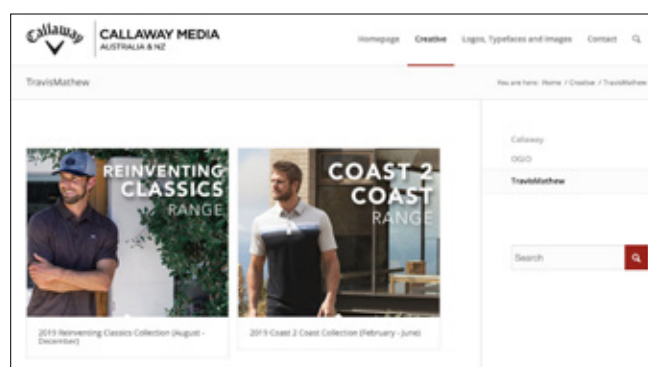 Callaway
CALLAWAY MEDIA
AUSTRALIA & NZ
Homepage Creative Logos, Typefaces and Images Contact
TravisMathew
You are here: Home / Creative / TravisMathew
REINVENTING
CLASSICS
RANGE
COAST 2
COAST
RANGE
Callaway
OGIO
TravisMathew
Search
2019 Reinventing Classics Collection (August -
December)
2019 Coast 2 Coast Collection (February - June)